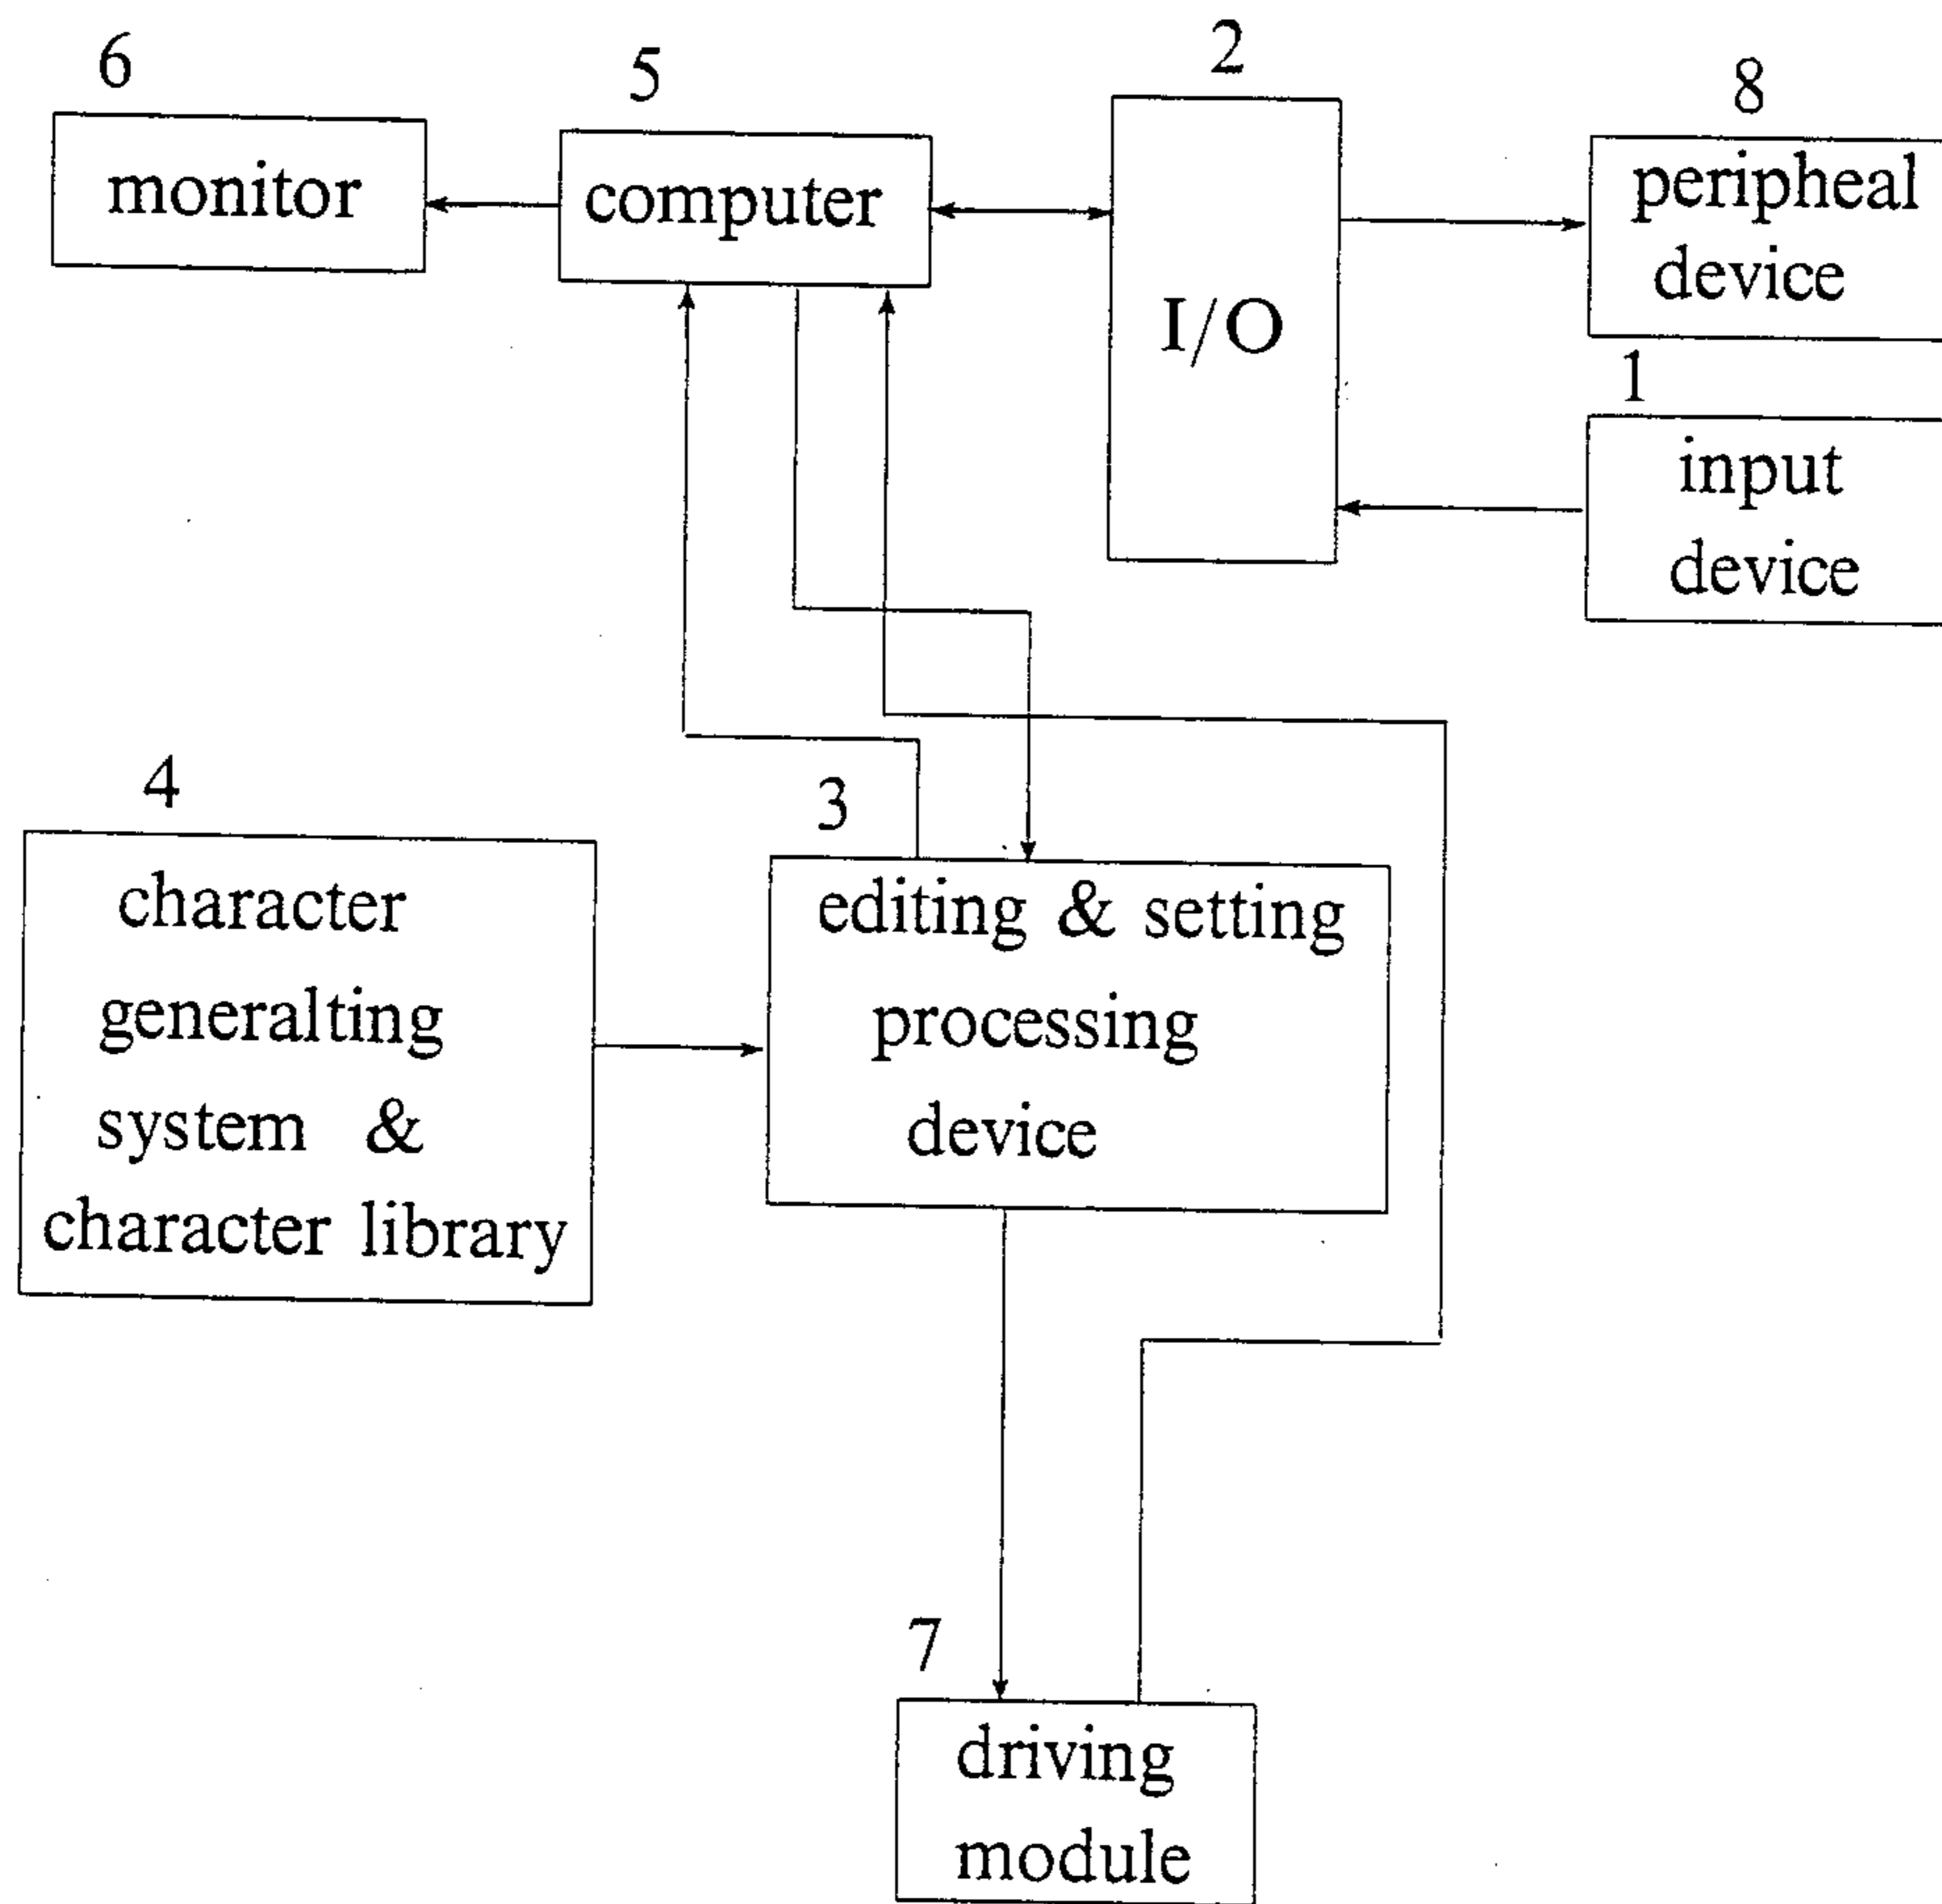 6
monitor
5
computer
2
I/O
8
peripheal
device
1
input
device
4
character
generalting
system &
character library
3
editing & setting
processing
device
7
driving
module